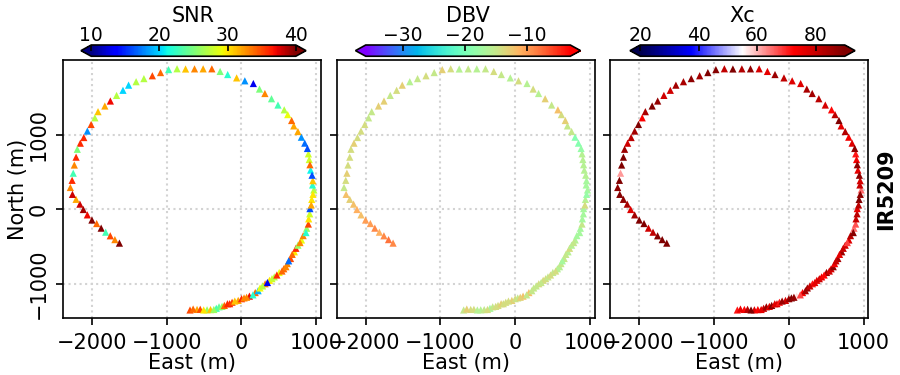 SNR DBV Xc
10 20 30 40 −30 −20 −10 20 40 60 80
1000
0
−1000
North (m)
IR5209
−2000 −1000 0 1000 −2000 −1000 0 1000 −2000 −1000 0 1000
East (m) East (m) East (m)